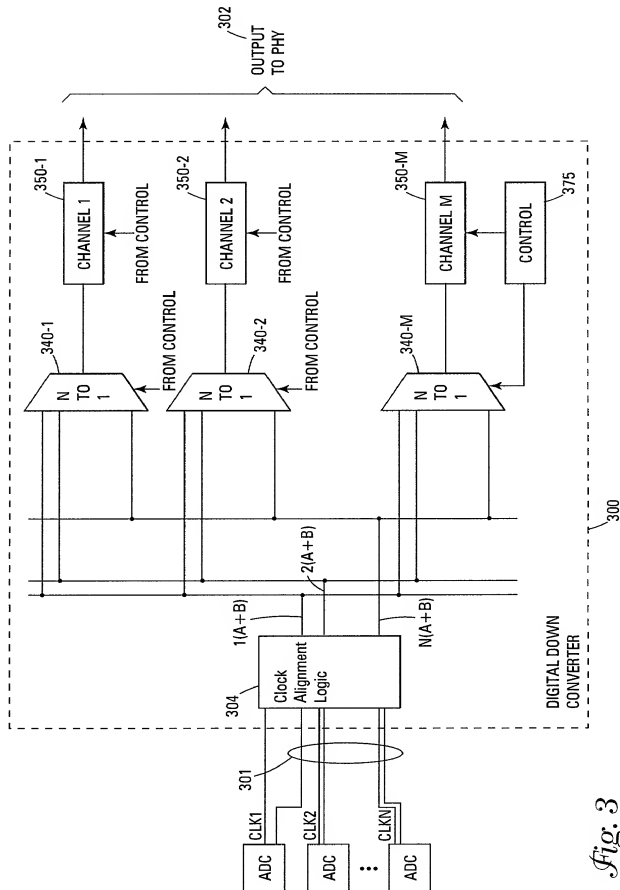 302
OUTPUT
TO PHY
350-1
CHANNEL 1
FROM CONTROL
350-2
CHANNEL 2
FROM CONTROL
350-M
CHANNEL M
375
CONTROL
340-1
N
TO
1
FROM CONTROL
340-2
N
TO
1
FROM CONTROL
340-M
N
TO
1
1(A+B)
2(A+B)
N(A+B)
304
Clock
Alignment
Logic
DIGITAL DOWN
CONVERTER
300
301
CLK1
ADC
CLK2
ADC
•••
CLKN
ADC
Fig. 3